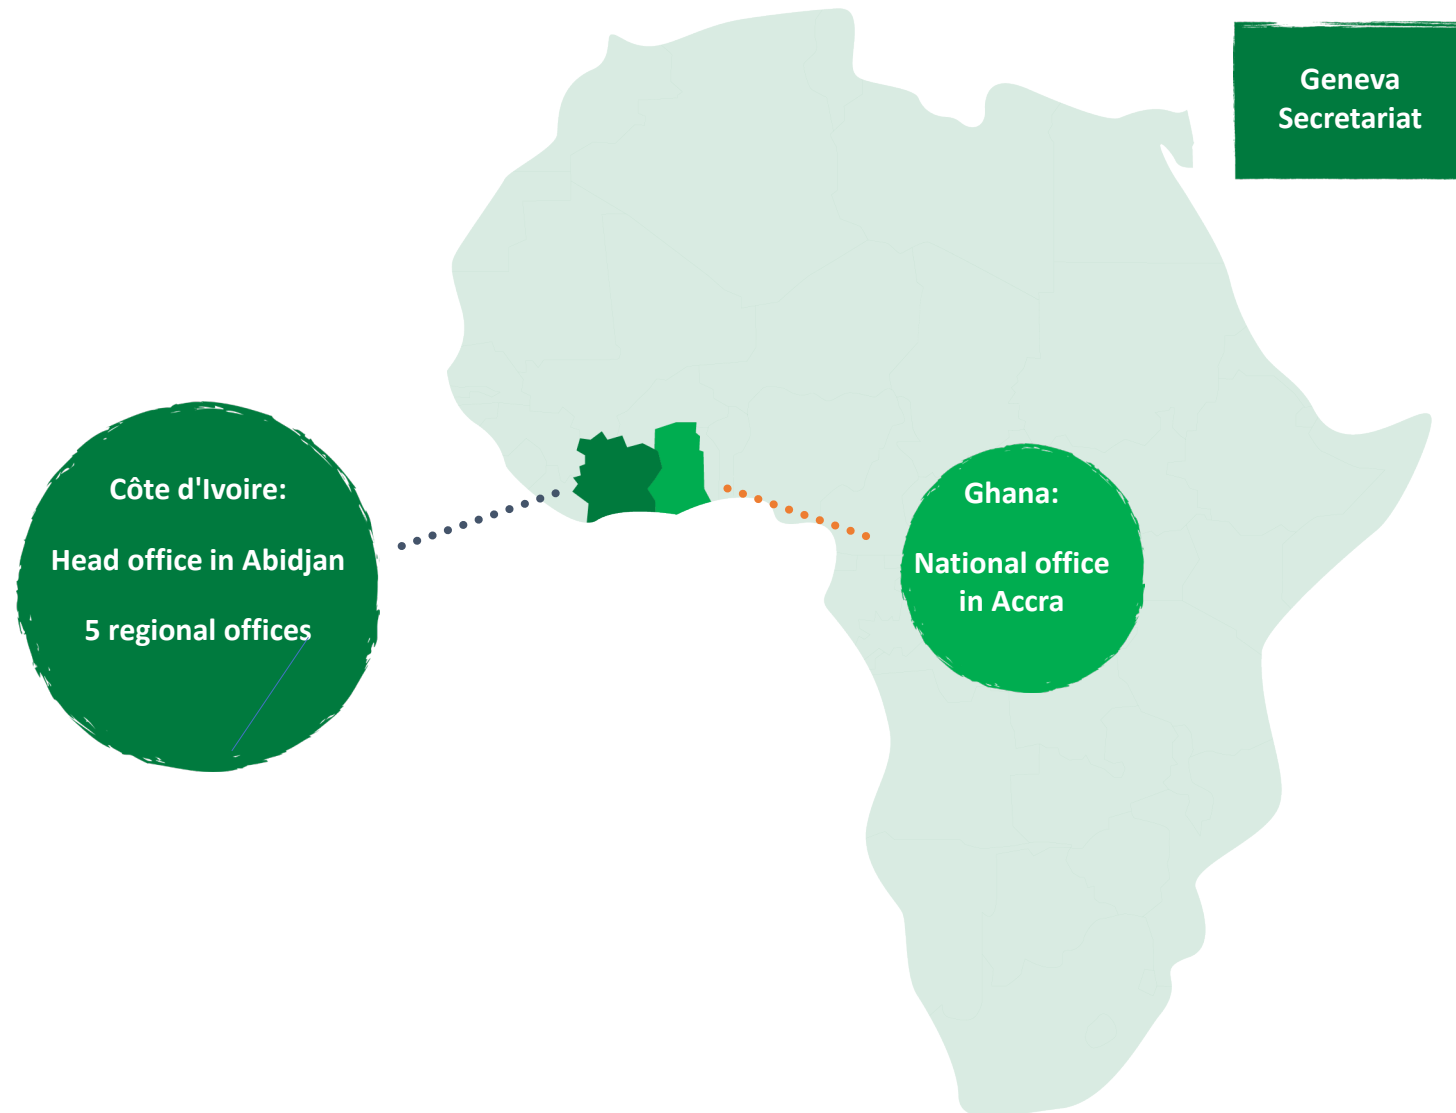 Geneva
Secretariat
Côte d'Ivoire:
Head office in Abidjan
5 regional offices
Ghana:
National office
in Accra